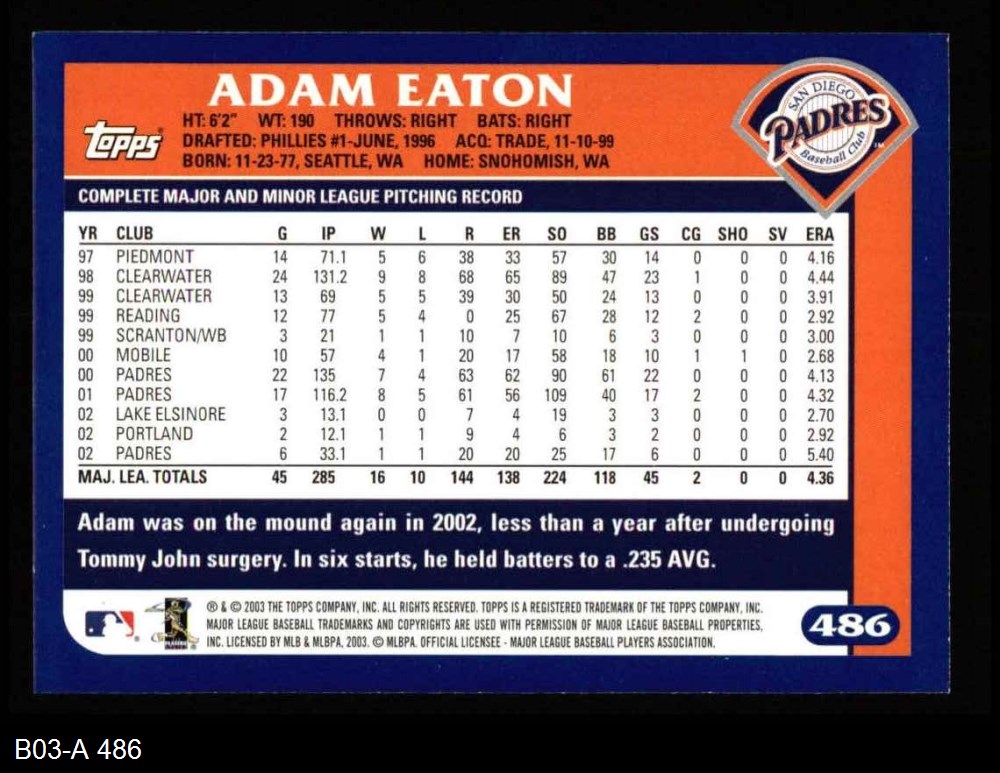 ADAM EATON
topps
HT: 6'2" WT: 190 THROWS: RIGHT BATS: RIGHT
DRAFTED: PHILLIES #1-JUNE, 1996 ACQ: TRADE, 11-10-99
BORN: 11-23-77, SEATTLE, WA HOME: SNOHOMISH, WA
SAN DIEGO
PADRES
Baseball Club
TM
COMPLETE MAJOR AND MINOR LEAGUE PITCHING RECORD
YR CLUB G IP W L R ER SO BB GS CG SHO SV ERA
97 PIEDMONT 14 71.1 5 6 38 33 57 30 14 0 0 0 4.16
98 CLEARWATER 24 131.2 9 8 68 65 89 47 23 1 0 0 4.44
99 CLEARWATER 13 69 5 5 39 30 50 24 13 0 0 0 3.91
99 READING 12 77 5 4 0 25 67 28 12 2 0 0 2.92
99 SCRANTON/WB 3 21 1 1 10 7 10 6 3 0 0 0 3.00
00 MOBILE 10 57 4 1 20 17 58 18 10 1 1 0 2.68
00 PADRES 22 135 7 4 63 62 90 61 22 0 0 0 4.13
01 PADRES 17 116.2 8 5 61 56 109 40 17 2 0 0 4.32
02 LAKE ELSINORE 3 13.1 0 0 7 4 19 3 3 0 0 0 2.70
02 PORTLAND 2 12.1 1 1 9 4 6 3 2 0 0 0 2.92
02 PADRES 6 33.1 1 1 20 20 25 17 6 0 0 0 5.40
MAJ. LEA. TOTALS 45 285 16 10 144 138 224 118 45 2 0 0 4.36
Adam was on the mound again in 2002, less than a year after undergoing
Tommy John surgery. In six starts, he held batters to a .235 AVG.
® & © 2003 THE TOPPS COMPANY, INC. ALL RIGHTS RESERVED. TOPPS IS A REGISTERED TRADEMARK OF THE TOPPS COMPANY, INC.
MAJOR LEAGUE BASEBALL TRADEMARKS AND COPYRIGHTS ARE USED WITH PERMISSION OF MAJOR LEAGUE BASEBALL PROPERTIES,
INC. LICENSED BY MLB & MLBPA, 2003. © MLBPA. OFFICIAL LICENSEE - MAJOR LEAGUE BASEBALL PLAYERS ASSOCIATION.
486
B03-A 486